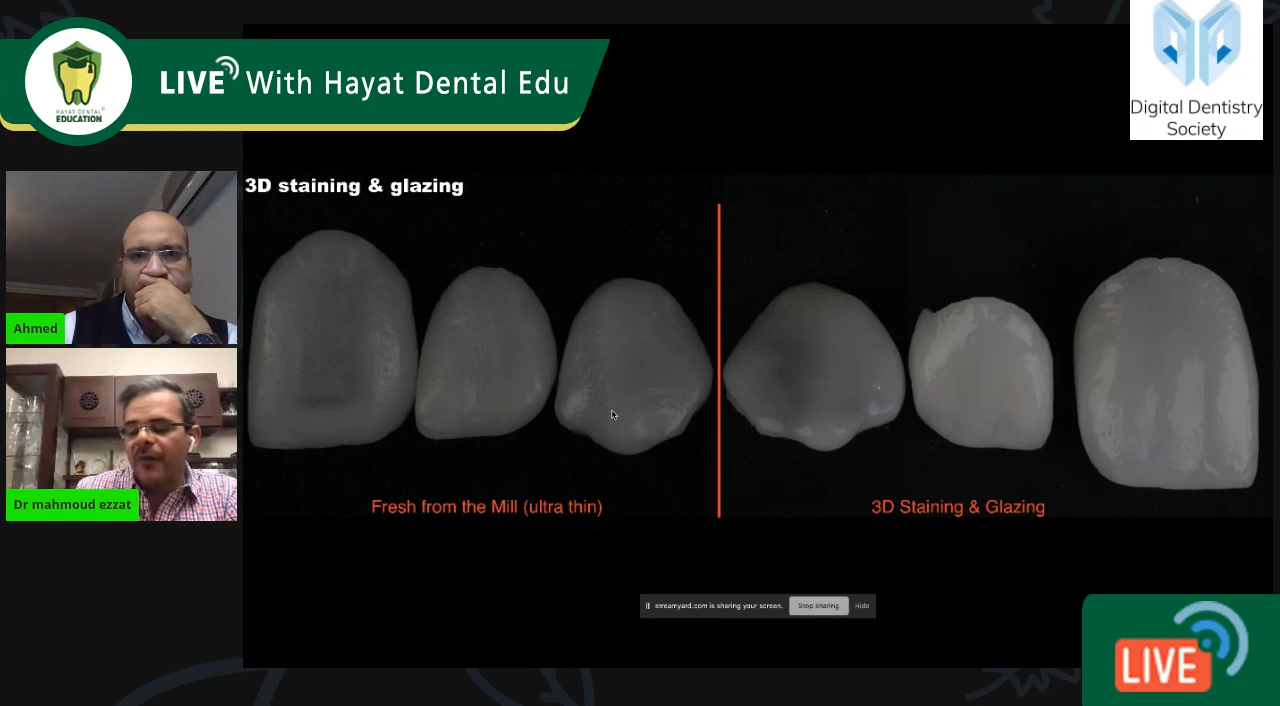 LIVE With Hayat Dental Edu
HAYAT DENTAL
EDUCATION
Digital Dentistry
Society
3D staining & glazing
Ahmed
Dr mahmoud ezzat
Fresh from the Mill (ultra thin)
3D Staining & Glazing
streamyard.com is sharing your screen.
Stop sharing
Hide
LIVE